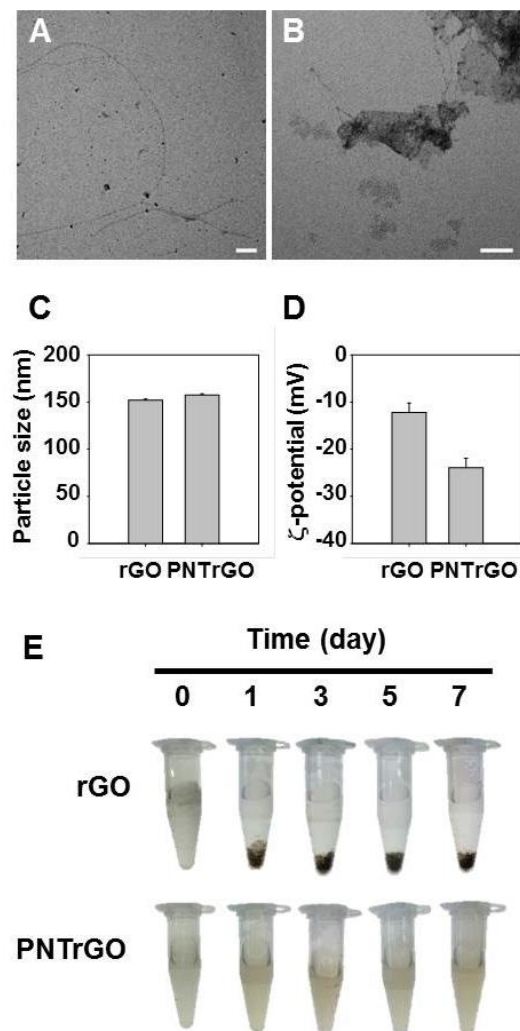 A
B
C
D
Particle size (nm)
200
150
100
50
0
rGO PNTrGO
ζ-potential (mV)
0
-10
-20
-30
-40
rGO PNTrGO
E
Time (day)
0 1 3 5 7
rGO
PNTrGO